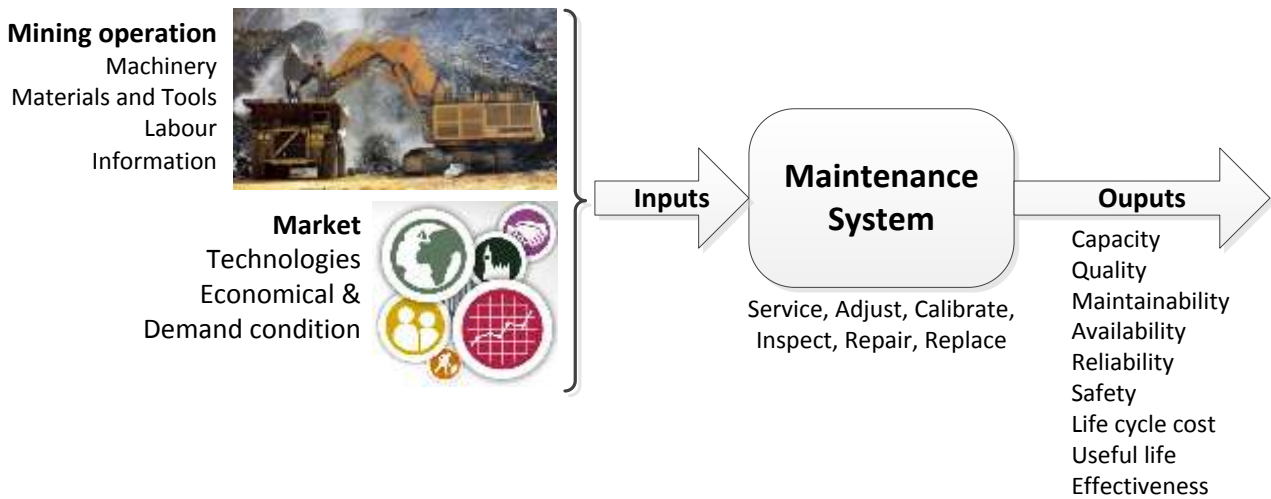 Mining operation
Machinery
Materials and Tools
Labour
Information
Market
Technologies
Economical &
Demand condition
Inputs
Maintenance
System
Service, Adjust, Calibrate,
Inspect, Repair, Replace
Ouputs
Capacity
Quality
Maintainability
Availability
Reliability
Safety
Life cycle cost
Useful life
Effectiveness